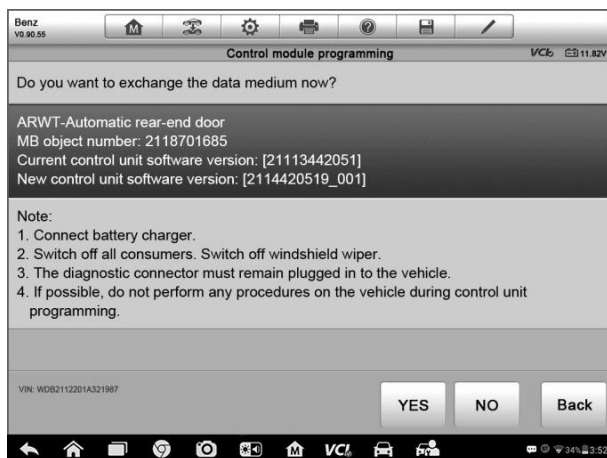 Benz
V0.90.55
Control module programming
VCI
11.82V
Do you want to exchange the data medium now?
ARWT-Automatic rear-end door
MB object number: 2118701685
Current control unit software version: [21113442051]
New control unit software version: [2114420519_001]
Note:
1. Connect battery charger.
2. Switch off all consumers. Switch off windshield wiper.
3. The diagnostic connector must remain plugged in to the vehicle.
4. If possible, do not perform any procedures on the vehicle during control unit
programming.
VIN: WDB2112201A321987
YES
NO
Back
M
VCI
34%
3:52